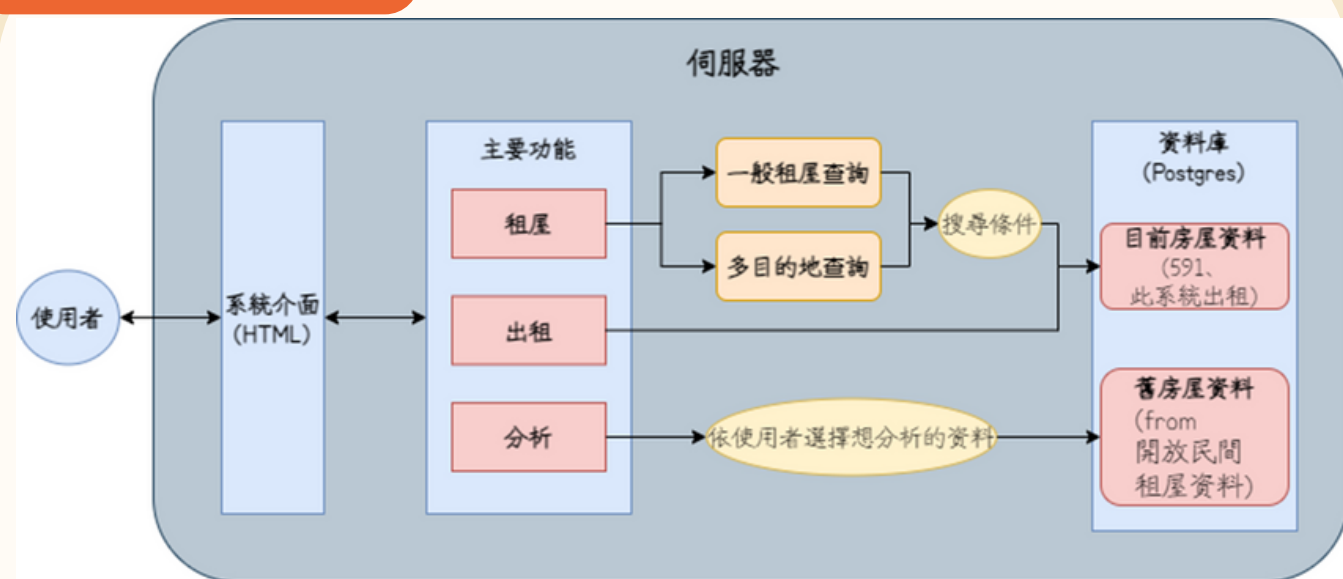 伺服器
使用者
系統介面
(HTML)
主要功能
租屋
出租
分析
一般租屋查詢
多目的地查詢
搜尋條件
依使用者選擇想分析的資料
資料庫
(Postgres)
目前房屋資料
(591、
此系統出租)
舊房屋資料
(from
開放民間
租屋資料)